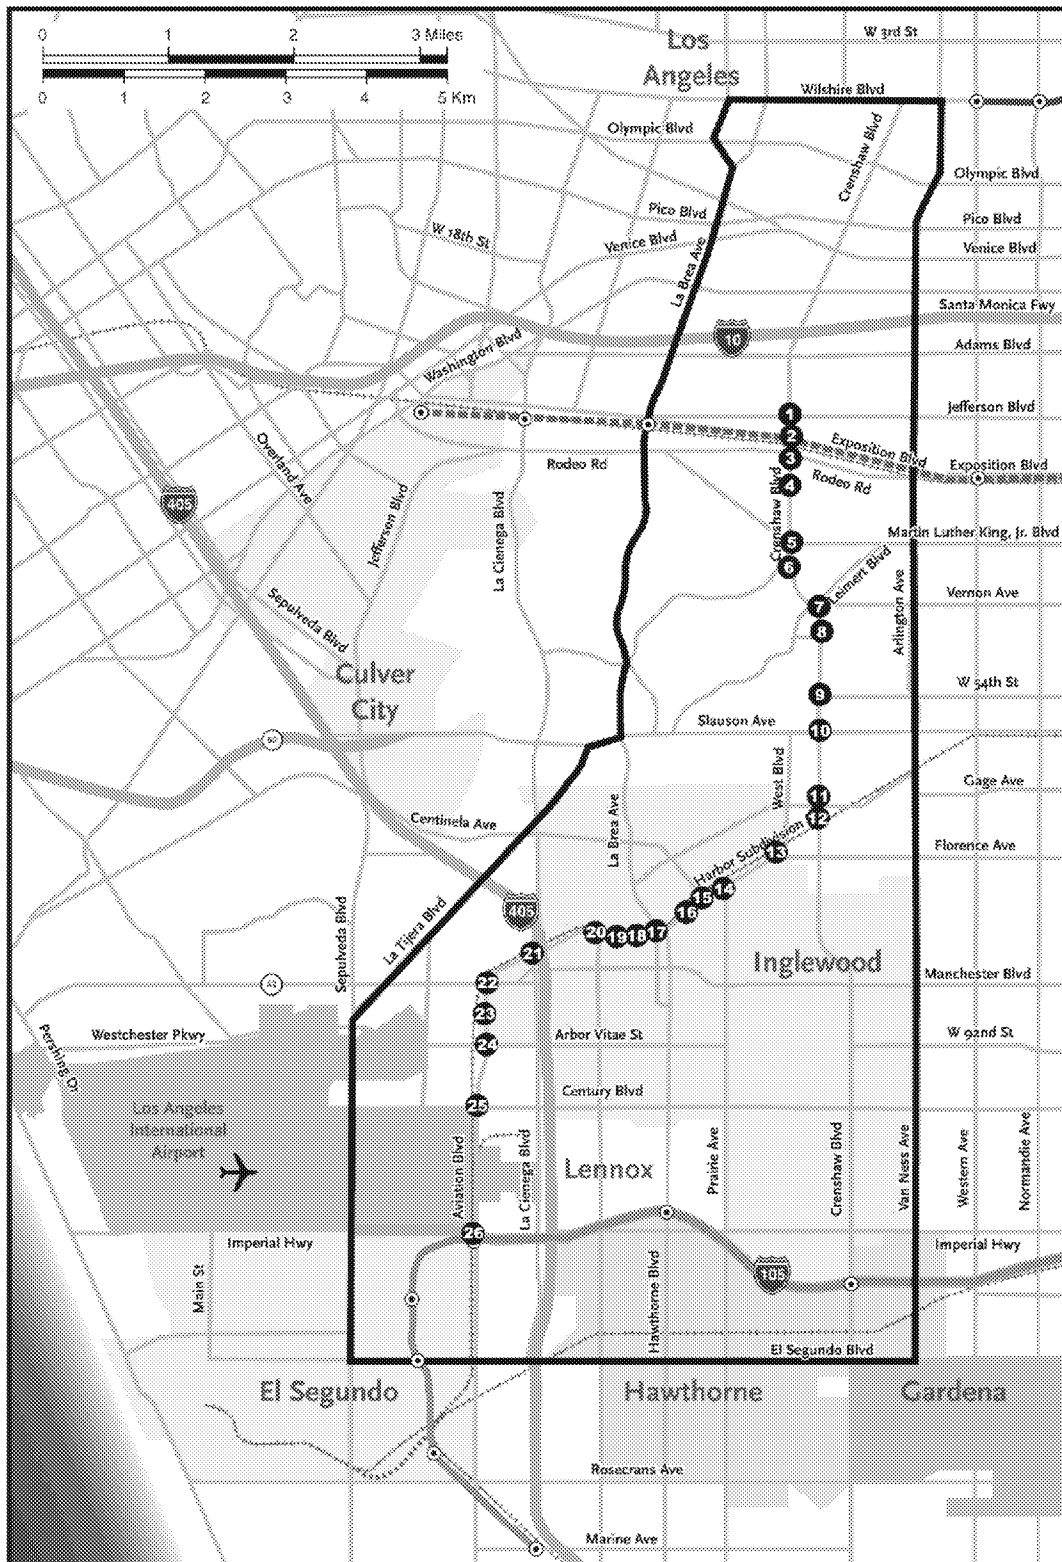 0 1 2 3 Miles
0 1 2 3 4 5 Km
Los
Angeles
W 3rd St
Wilshire Blvd
Olympic Blvd
Crenshaw Blvd
Olympic Blvd
Pico Blvd
Pico Blvd
W 18th St
Venice Blvd
Venice Blvd
La Brea Ave
Santa Monica Fwy
10
Adams Blvd
Washington Blvd
Jefferson Blvd
1
2
Exposition Blvd
3
Overland Ave
Rodeo Rd
Exposition Blvd
Rodeo Rd
4
405
Jefferson Blvd
La Cienega Blvd
Crenshaw Blvd
Martin Luther King, Jr. Blvd
5
6
Leimert Blvd
Arlington Ave
Vernon Ave
7
8
Sepulveda Blvd
Culver
City
W 54th St
9
Slauson Ave
10
90
West Blvd
Gage Ave
11
12
La Brea Ave
Centinela Ave
Harbor Subdivision
13
Florence Ave
14
15
16
405
La Tijera Blvd
Sepulveda Blvd
20 19 18 17
21
Inglewood
Manchester Blvd
42
22
23
Westchester Pkwy
Pershing Dr
Arbor Vitae St
W 92nd St
24
Century Blvd
25
Los Angeles
International
Airport
Aviation Blvd
La Cienega Blvd
Lennox
Prairie Ave
Crenshaw Blvd
Van Ness Ave
Western Ave
Normandie Ave
26
Imperial Hwy
Imperial Hwy
Main St
Hawthorne Blvd
105
El Segundo Blvd
El Segundo
Hawthorne
Gardena
Rosecrans Ave
Marine Ave